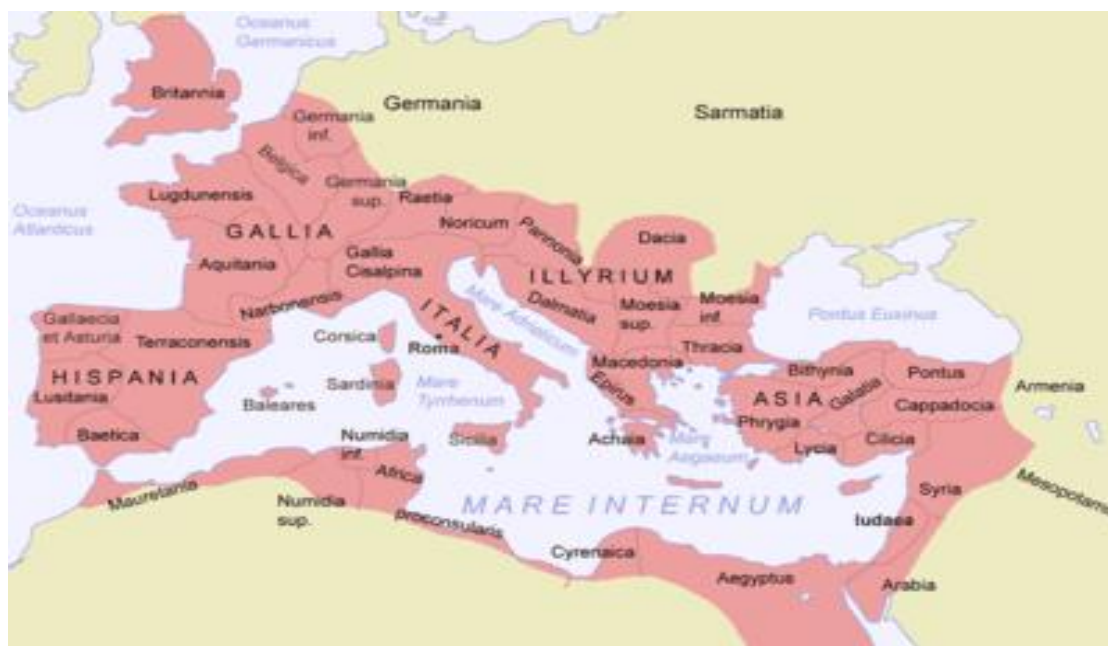 Oceanus
Germanicus
Britannia
Germania
Sarmatia
Germania
inf.
Belgica
Lugdunensis
Germania
sup.
Raetia
Oceanus
Atlanticus
GALLIA
Noricum
Pannonia
Dacia
Aquitania
Gallia
Cisalpina
ILLYRIUM
Narbonensis
Dalmatia
Moesia
sup.
Moesia
inf.
Pontus Euxinus
Gallaecia
et Asturia
Terraconensis
Corsica
ITALIA
Roma
Mare Adriaticum
Thracia
Macedonia
HISPANIA
Lusitania
Sardinia
Mare
Tyrrhenum
Epirus
Bithynia
Pontus
Armenia
Baleares
ASIA
Galatia
Cappadocia
Phrygia
Baetica
Numidia
inf.
Sicilia
Achaia
Mare
Aegaeum
Lycia
Cilicia
Mauretania
Africa
proconsularis
Numidia
sup.
MARE INTERNUM
Syria
Mesopotamia
Iudaea
Cyrenaica
Aegyptus
Arabia